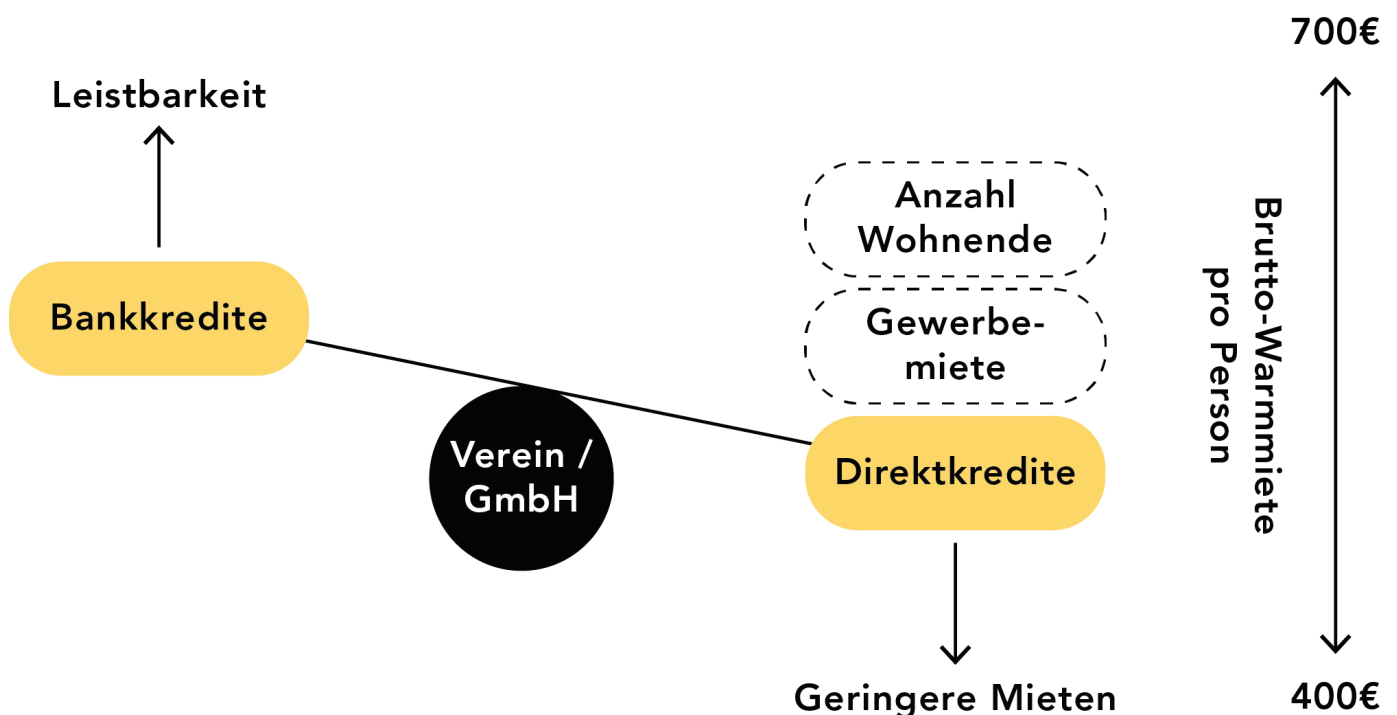 700€
Leistbarkeit
Anzahl
Wohnende
Bankkredite
Gewerbe-
miete
Brutto-Warmmiete
pro Person
Verein /
GmbH
Direktkredite
Geringere Mieten
400€